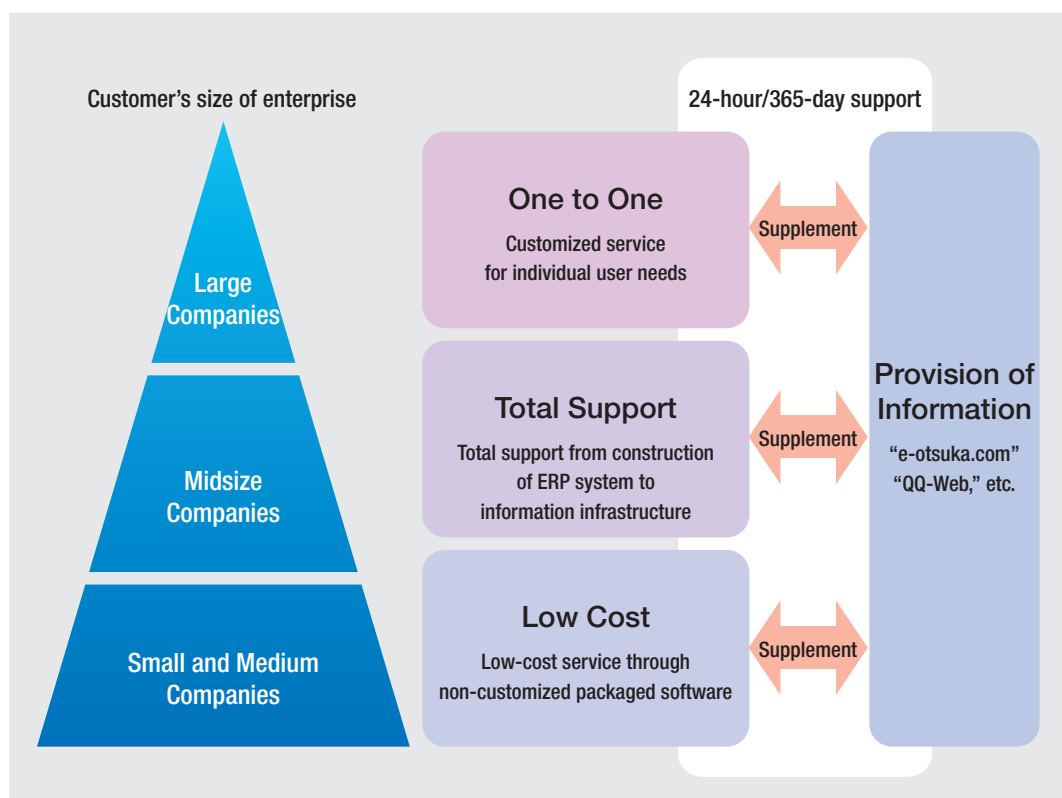 Customer’s size of enterprise
Large
Companies
Midsize
Companies
Small and Medium
Companies
24-hour/365-day support
One to One
Customized service
for individual user needs
Supplement
Total Support
Total support from construction
of ERP system to
information infrastructure
Supplement
Low Cost
Low-cost service through
non-customized packaged software
Supplement
Provision of
Information
“e-otsuka.com”
“QQ-Web,” etc.